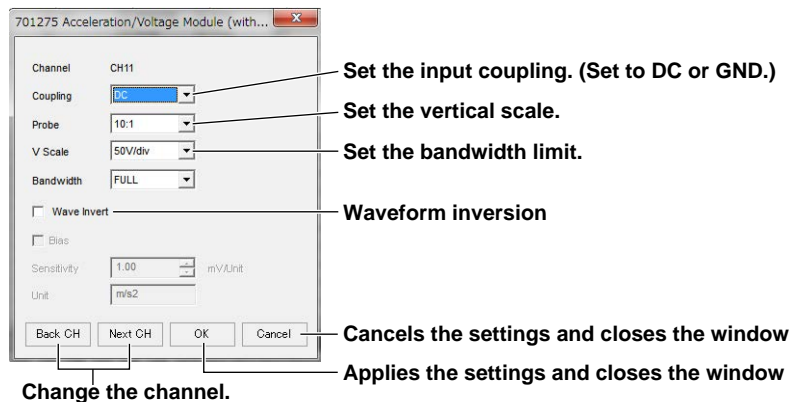 701275 Acceleration/Voltage Module (with...
Channel CH11
Coupling DC
Probe 10:1
V Scale 50V/div
Bandwidth FULL
Wave Invert
Bias
Sensitivity 1.00 mV/Unit
Unit m/s2
Back CH Next CH OK Cancel
Set the input coupling. (Set to DC or GND.)
Set the vertical scale.
Set the bandwidth limit.
Waveform inversion
Cancels the settings and closes the window
Applies the settings and closes the window
Change the channel.